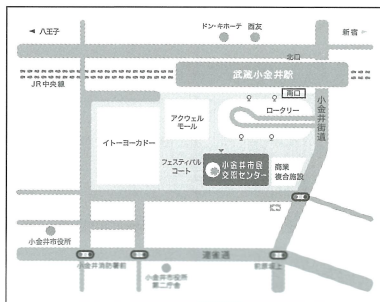 ドン・キホーテ 西友
◀ 八王子
新宿
北口
JR中央線
武蔵小金井駅
南口
小金井街道
ロータリー
アクウェル
モール
イトーヨーカドー
フェスティバル
コート
小金井市民
交流センター
商業
複合施設
小金井市役所
小金井消防署前
連雀通
前原坂上
小金井市役所
第二庁舎